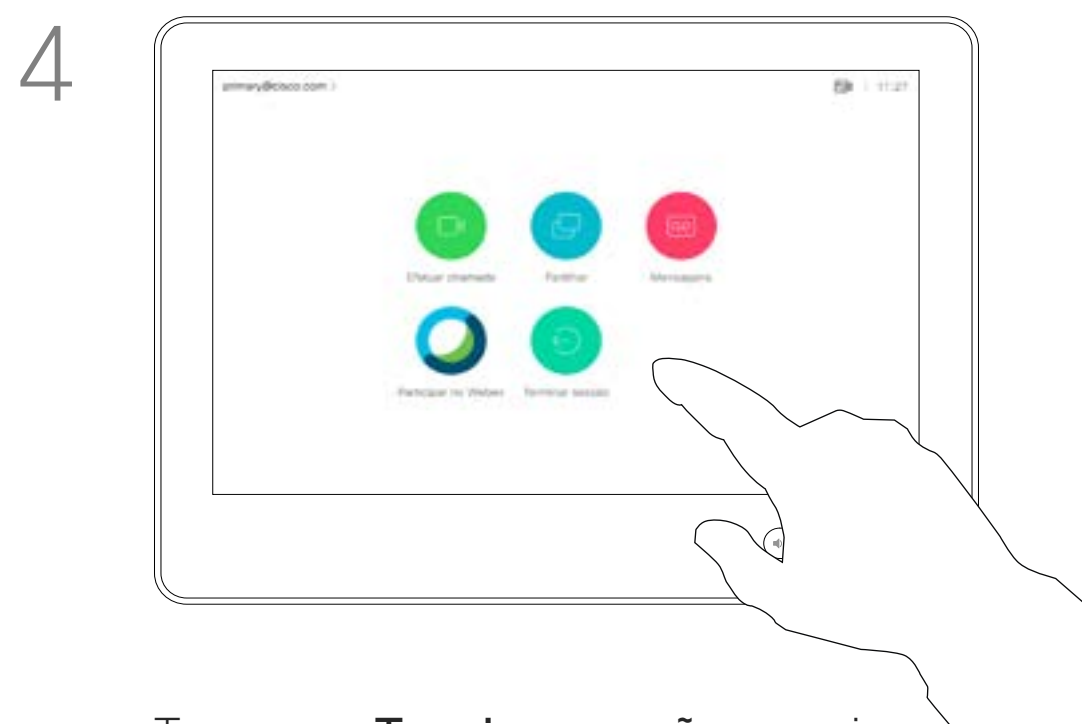 4
primary@cisco.com
11:27
Efetuar chamada
Partilhar
Mensagens
Participar no Webex
Terminar sessão